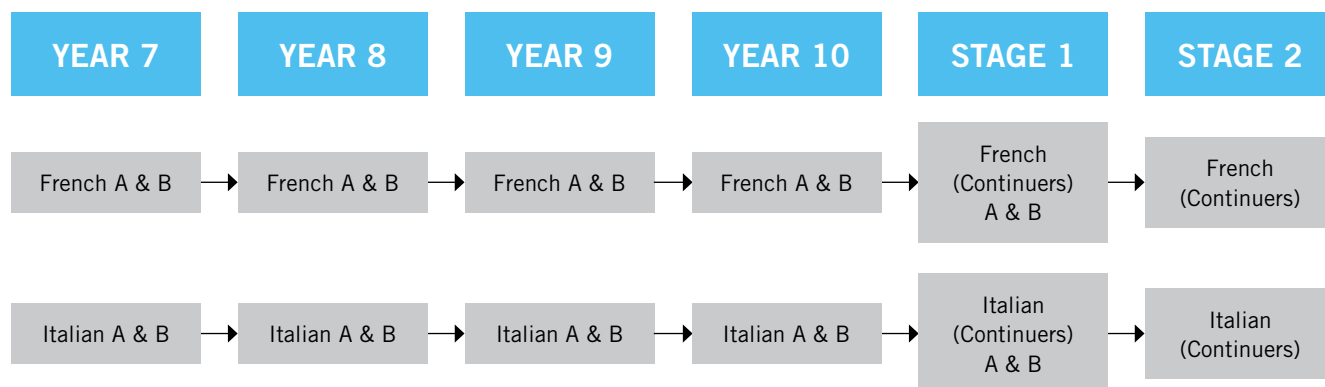 YEAR 7
YEAR 8
YEAR 9
YEAR 10
STAGE 1
STAGE 2
French A & B
French A & B
French A & B
French A & B
French
(Continuers)
A & B
French
(Continuers)
Italian A & B
Italian A & B
Italian A & B
Italian A & B
Italian
(Continuers)
A & B
Italian
(Continuers)